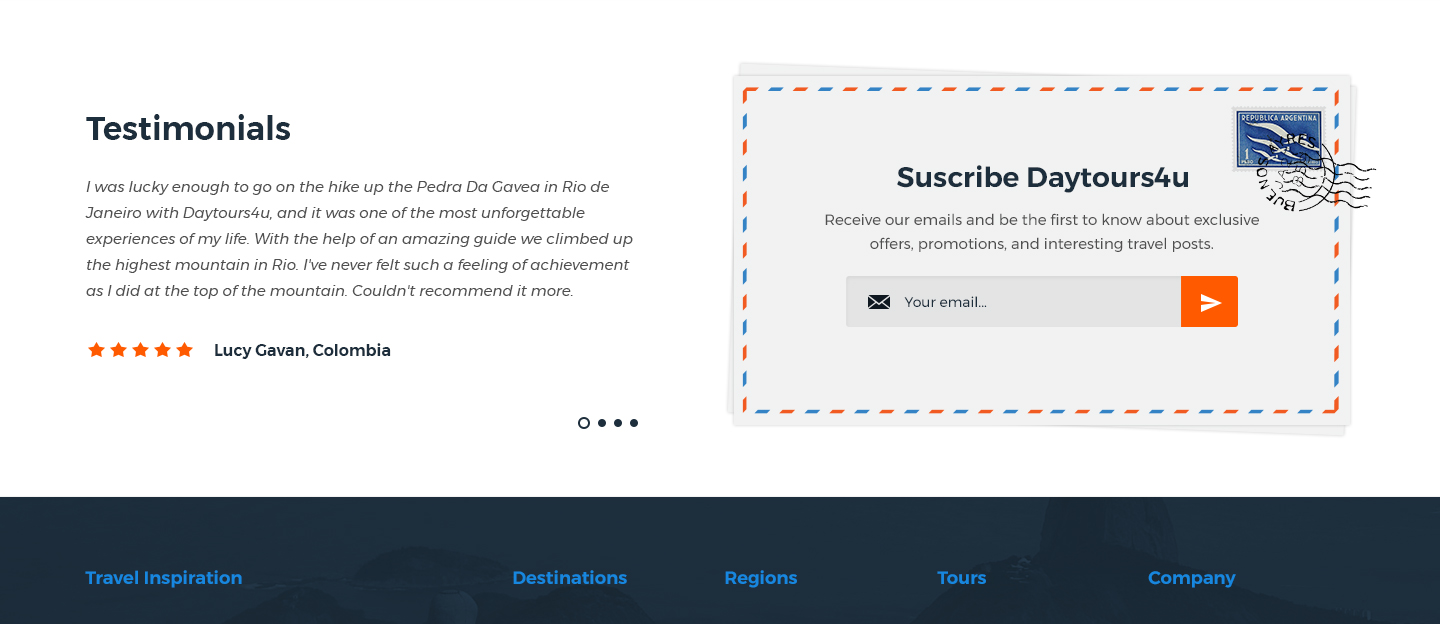 Testimonials
I was lucky enough to go on the hike up the Pedra Da Gavea in Rio de
Janeiro with Daytours4u, and it was one of the most unforgettable
experiences of my life. With the help of an amazing guide we climbed up
the highest mountain in Rio. I've never felt such a feeling of achievement
as I did at the top of the mountain. Couldn't recommend it more.
Lucy Gavan, Colombia
REPUBLICA ARGENTINA
1
PESO
BUENOS AIRES
Suscribe Daytours4u
Receive our emails and be the first to know about exclusive
offers, promotions, and interesting travel posts.
Your email...
Travel Inspiration
Destinations
Regions
Tours
Company